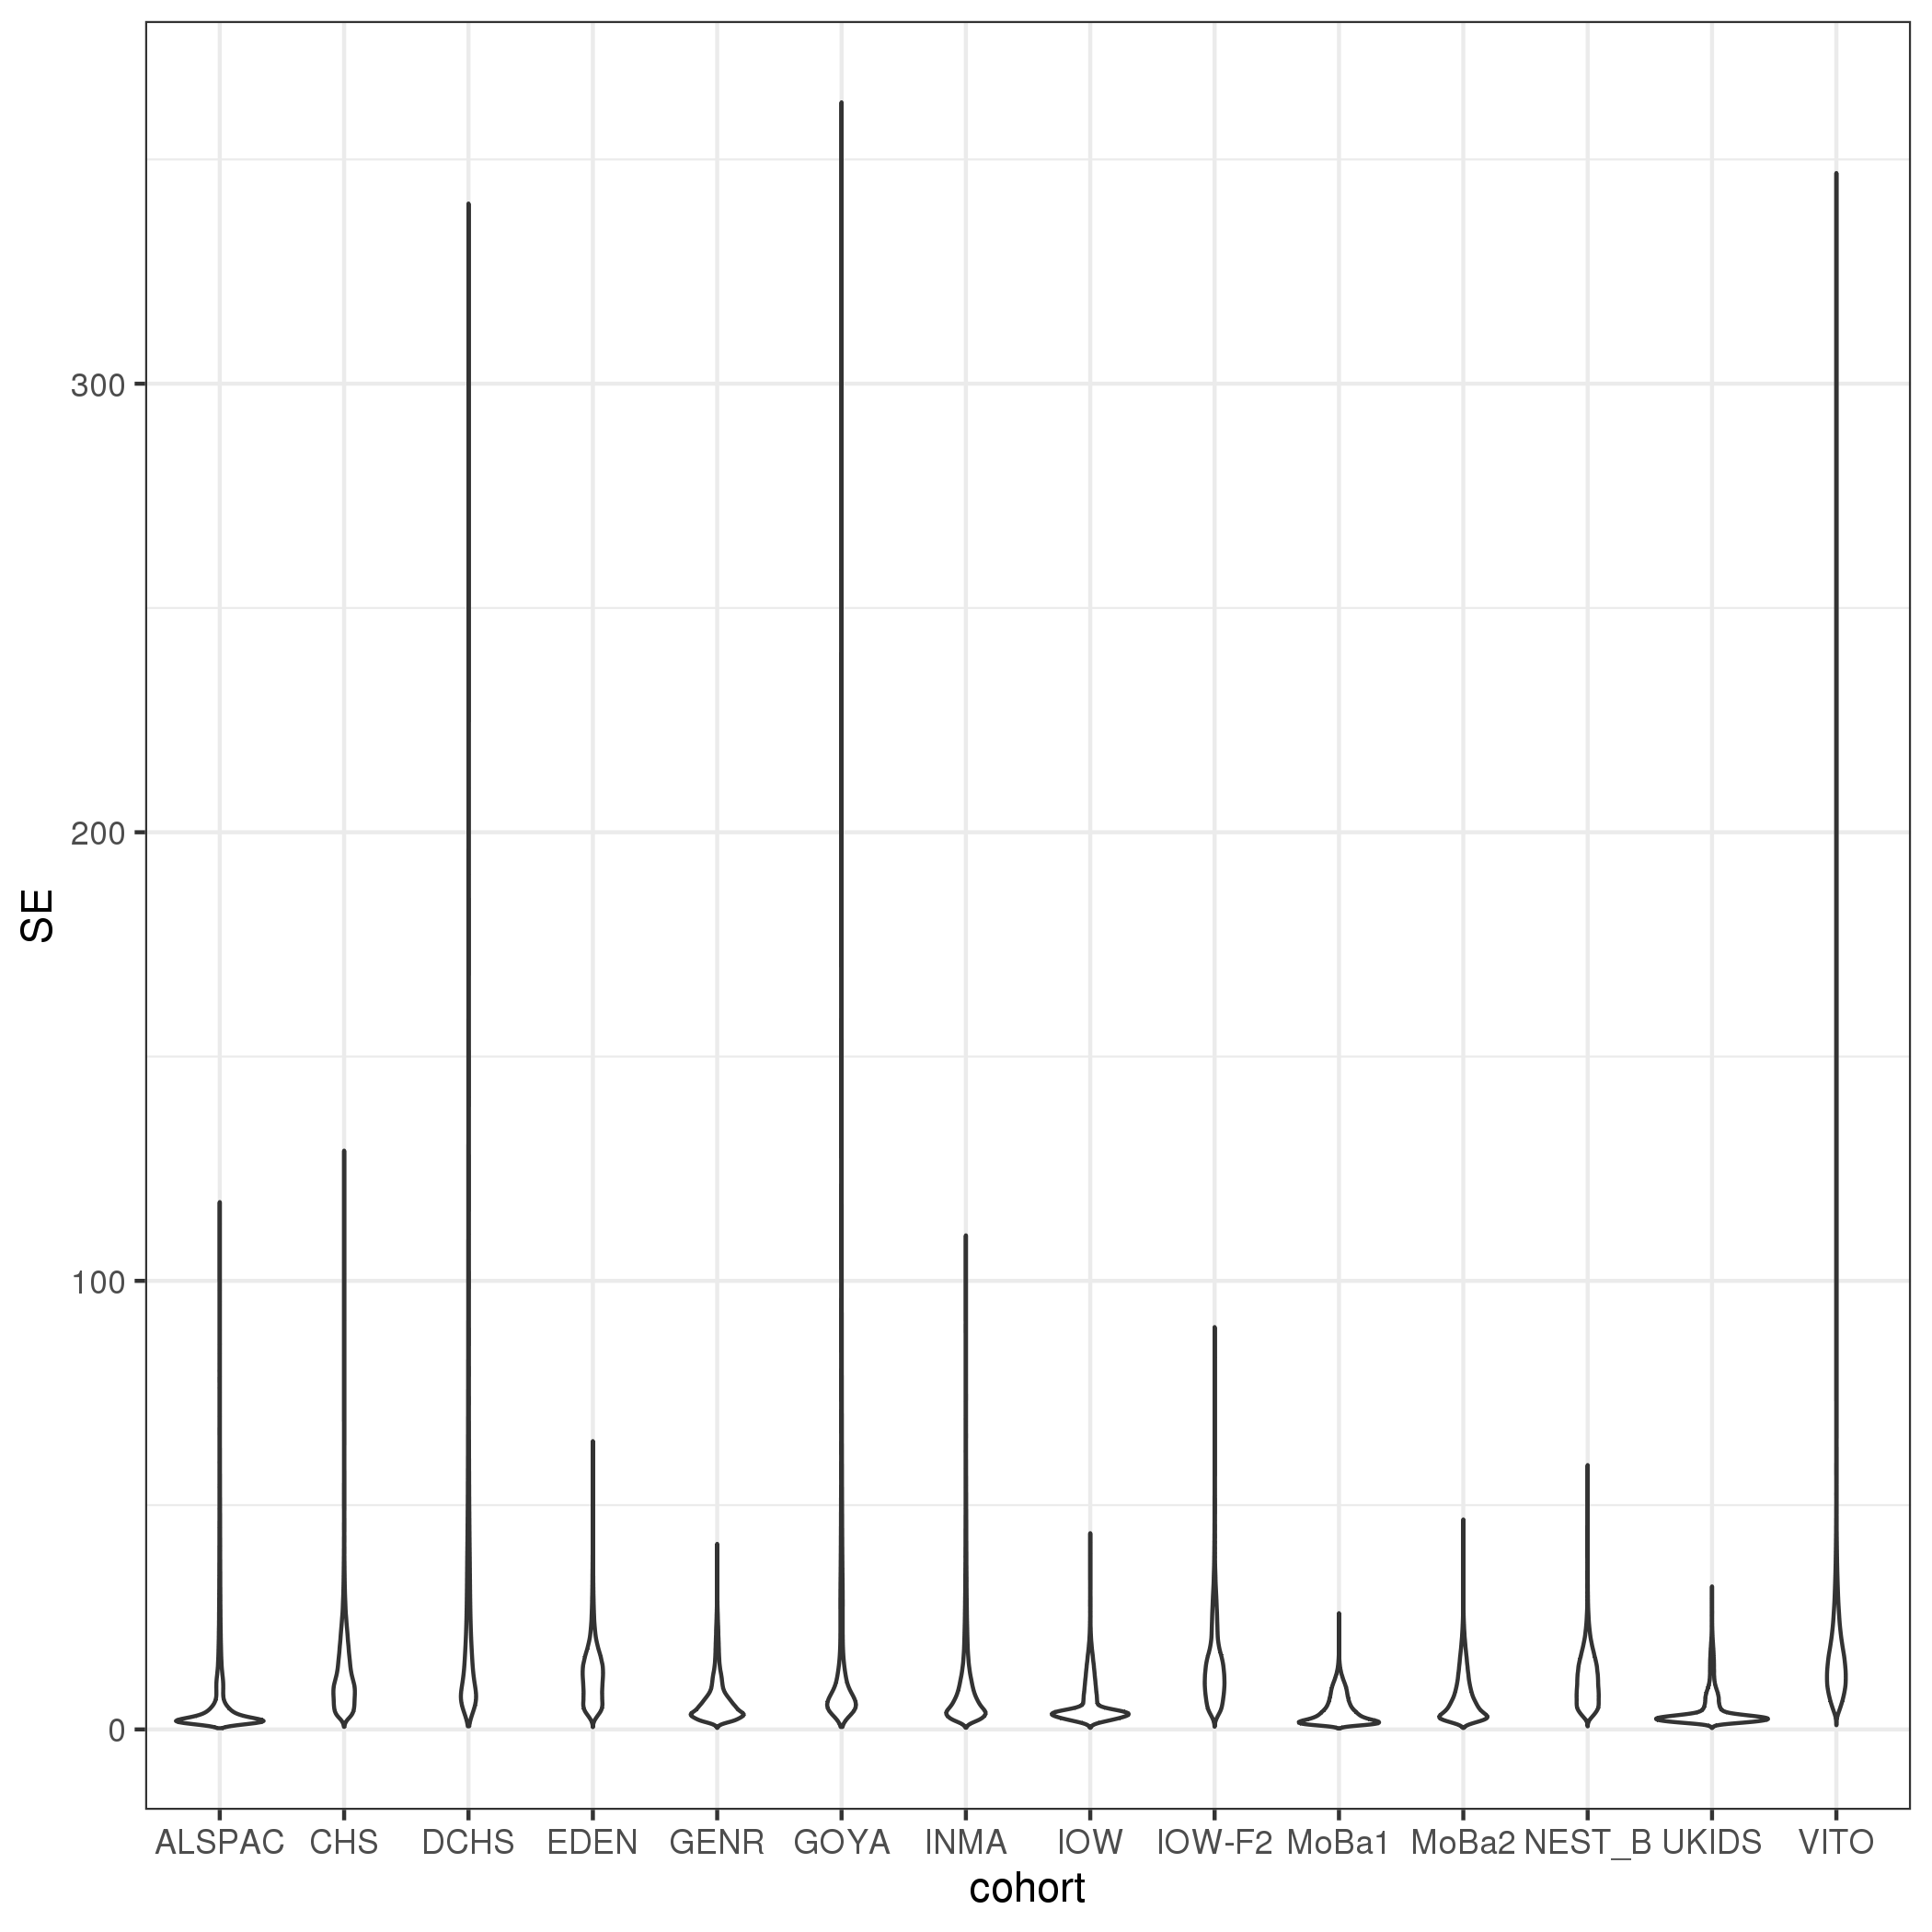 SE
300
200
100
0
ALSPAC CHS DCHS EDEN GENR GOYA INMA IOW IOW-F2 MoBa1 MoBa2 NEST_B UKIDS VITO
cohort